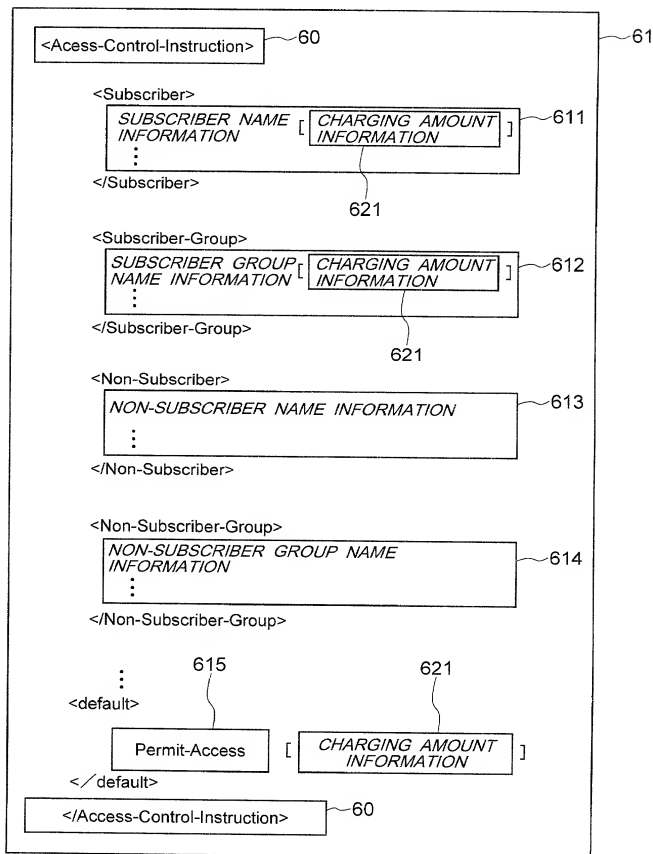 <Acess-Control-Instruction> 60
61
<Subscriber>
SUBSCRIBER NAME [ CHARGING AMOUNT ] 611
INFORMATION INFORMATION
</Subscriber>
621
<Subscriber-Group>
SUBSCRIBER GROUP [ CHARGING AMOUNT ] 612
NAME INFORMATION INFORMATION
</Subscriber-Group>
621
<Non-Subscriber>
NON-SUBSCRIBER NAME INFORMATION 613
</Non-Subscriber>
<Non-Subscriber-Group>
NON-SUBSCRIBER GROUP NAME 614
INFORMATION
</Non-Subscriber-Group>
615 621
<default>
Permit-Access [ CHARGING AMOUNT ]
INFORMATION
</default>
</Access-Control-Instruction> 60